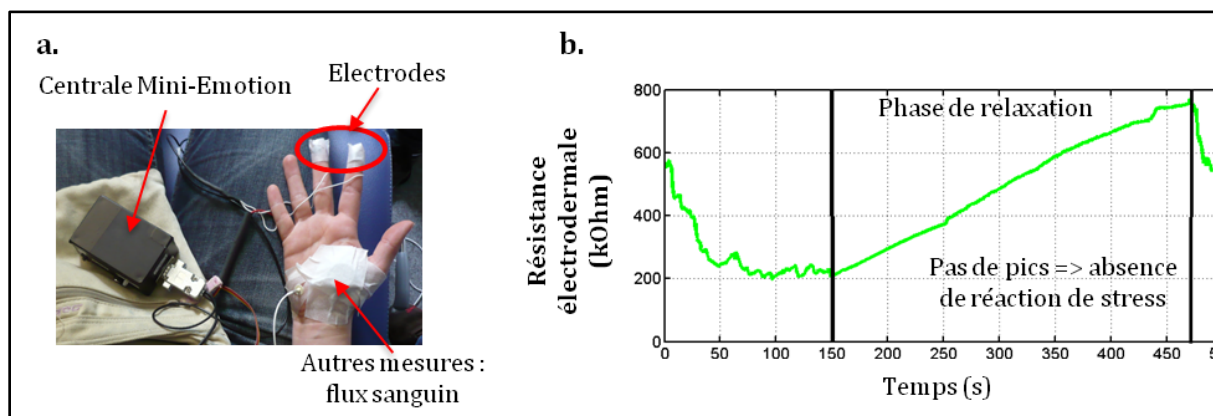 a.
Centrale Mini-Emotion
Electrodes
Autres mesures :
flux sanguin
b.
Résistance
électrodermale
(kOhm)
800
600
400
200
0
Phase de relaxation
Pas de pics => absence
de réaction de stress
0 50 100 150 200 250 300 350 400 450 5
Temps (s)